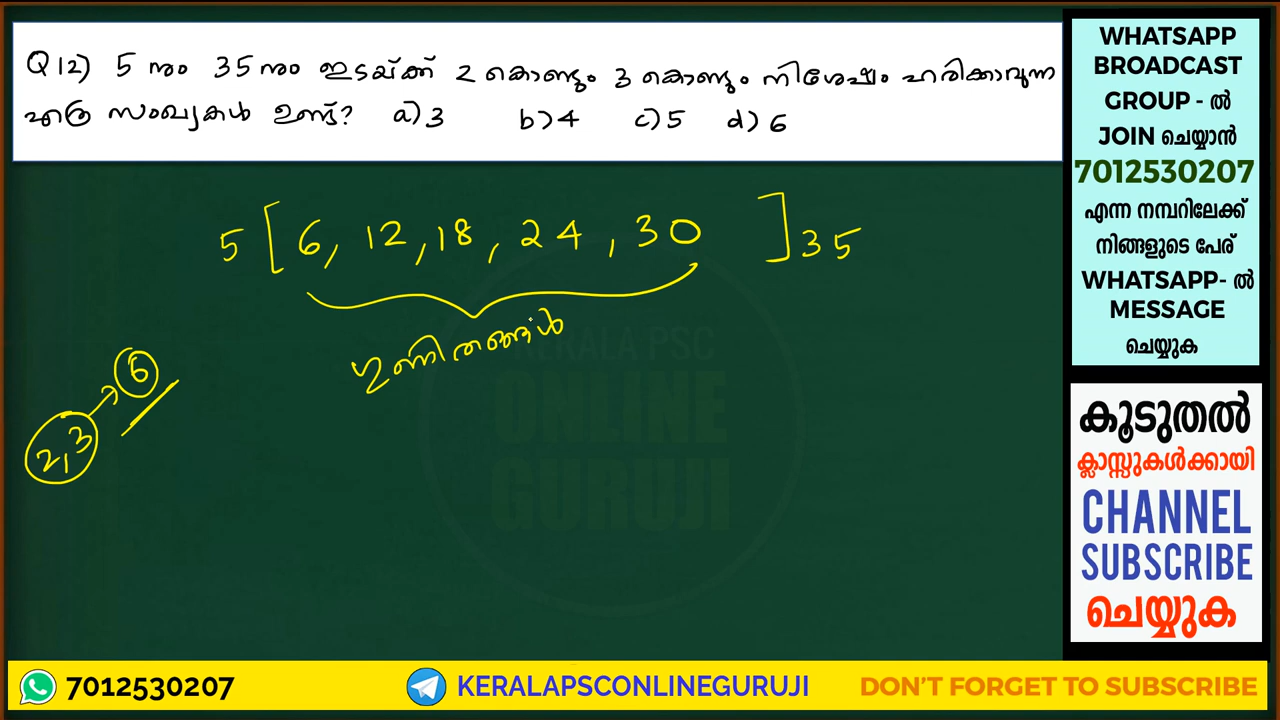 Q12) 5 നും 35 നും ഇടയ്ക്ക് 2 കൊണ്ടും 3 കൊണ്ടും നിശേഷം ഹരിക്കാവുന്ന
എത്ര സംഖ്യകൾ ഉണ്ട്? a) 3 b) 4 c) 5 d) 6
5 [ 6, 12, 18, 24, 30 ] 35
ഗുണിതങ്ങൾ
6
2, 3
KERALA PSC
ONLINE
GURUJI
WHATSAPP
BROADCAST
GROUP - ൽ
JOIN ചെയ്യാൻ
7012530207
എന്ന നമ്പറിലേക്ക്
നിങ്ങളുടെ പേര്
WHATSAPP- ൽ
MESSAGE
ചെയ്യുക
കൂടുതൽ
ക്ലാസ്സുകൾക്കായി
CHANNEL
SUBSCRIBE
ചെയ്യുക
7012530207 KERALAPSCONLINEGURUJI DON'T FORGET TO SUBSCRIBE